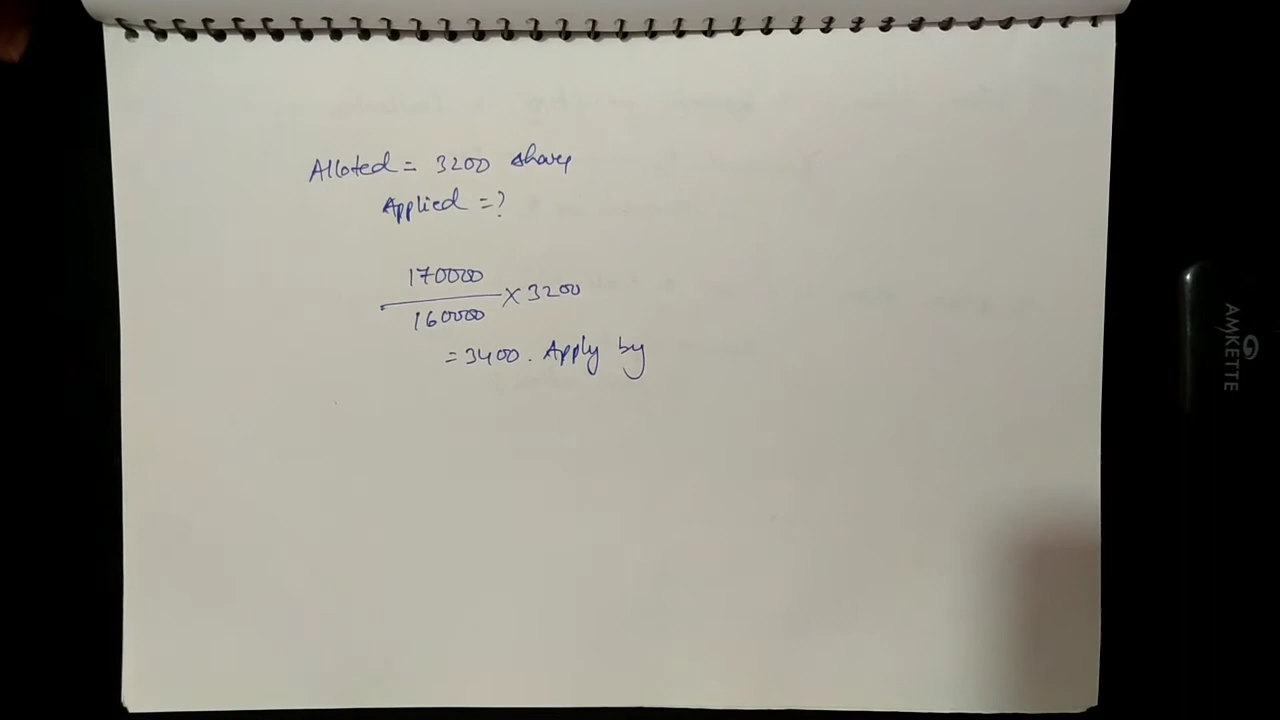 Alloted = 3200 share
Applied = ?
170000
160000
× 3200
= 3400. Apply by
AMKETTE